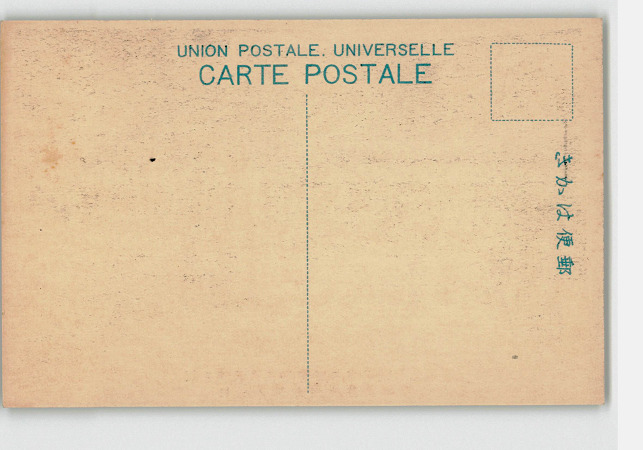 UNION POSTALE. UNIVERSELLE
CARTE POSTALE
きかは便郵